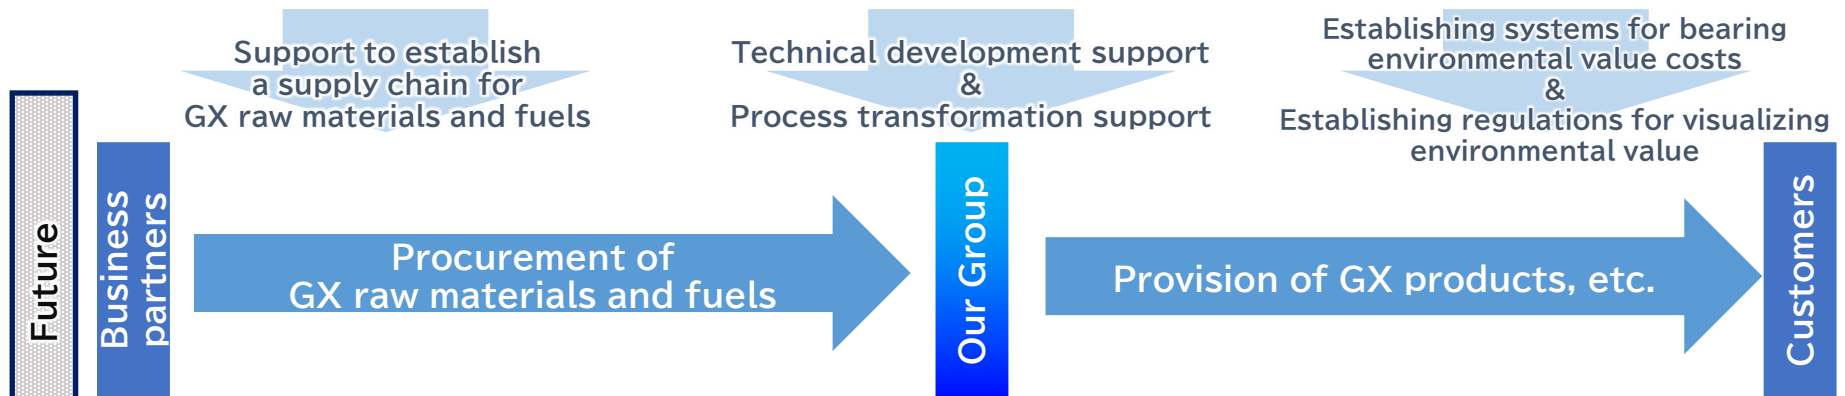 Support to establish
a supply chain for
GX raw materials and fuels
Technical development support
&
Process transformation support
Establishing systems for bearing
environmental value costs
&
Establishing regulations for visualizing
environmental value
Future
Business
partners
Procurement of
GX raw materials and fuels
Our Group
Provision of GX products, etc.
Customers